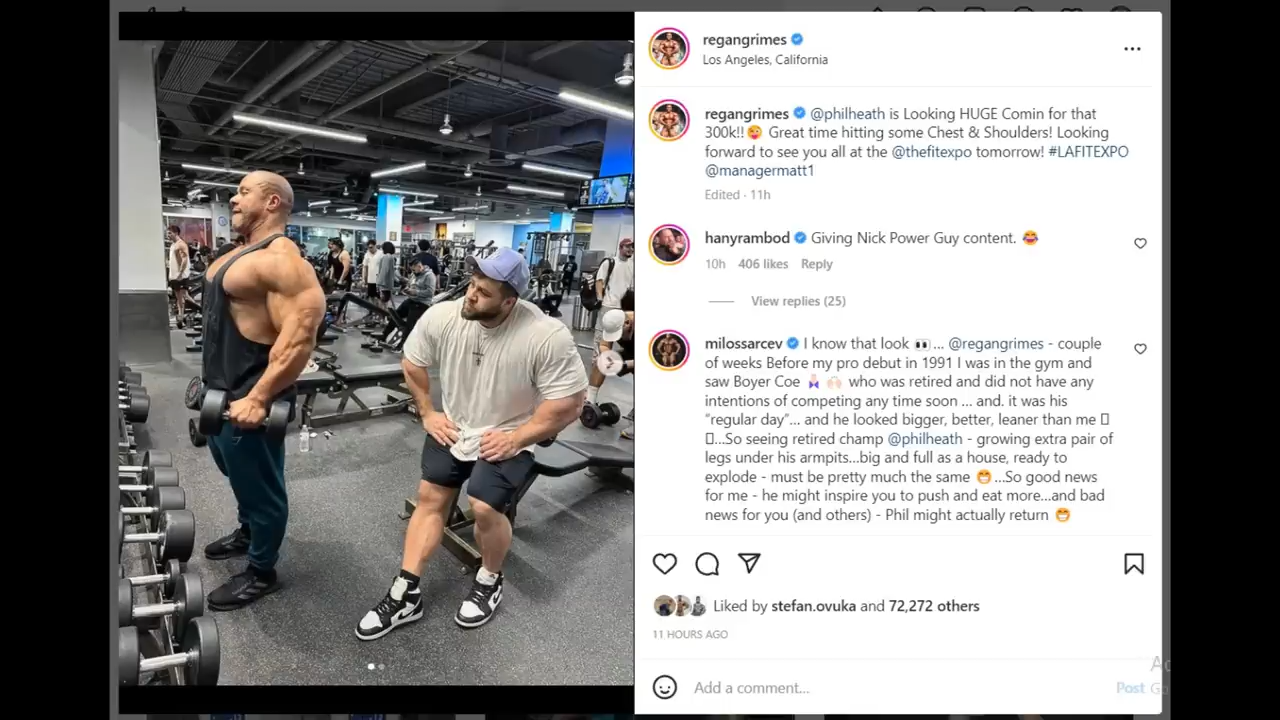 regangrimes
Los Angeles, California
regangrimes @philheath is Looking HUGE Comin for that
300k!!😜 Great time hitting some Chest & Shoulders! Looking
forward to see you all at the @thefitexpo tomorrow! #LAFITEXPO
@managermatt1
Edited · 11h
hanyrambod Giving Nick Power Guy content. 😂
10h 406 likes Reply
View replies (25)
milossarcev I know that look 👀 ... @regangrimes - couple
of weeks Before my pro debut in 1991 I was in the gym and
saw Boyer Coe 🙏🏻 👏🏻 who was retired and did not have any
intentions of competing any time soon ... and. it was his
“regular day”... and he looked bigger, better, leaner than me ▯
▯...So seeing retired champ @philheath - growing extra pair of
legs under his armpits...big and full as a house, ready to
explode - must be pretty much the same 😁...So good news
for me - he might inspire you to push and eat more...and bad
news for you (and others) - Phil might actually return 😁
Liked by stefan.ovuka and 72,272 others
11 HOURS AGO
Add a comment...
Post